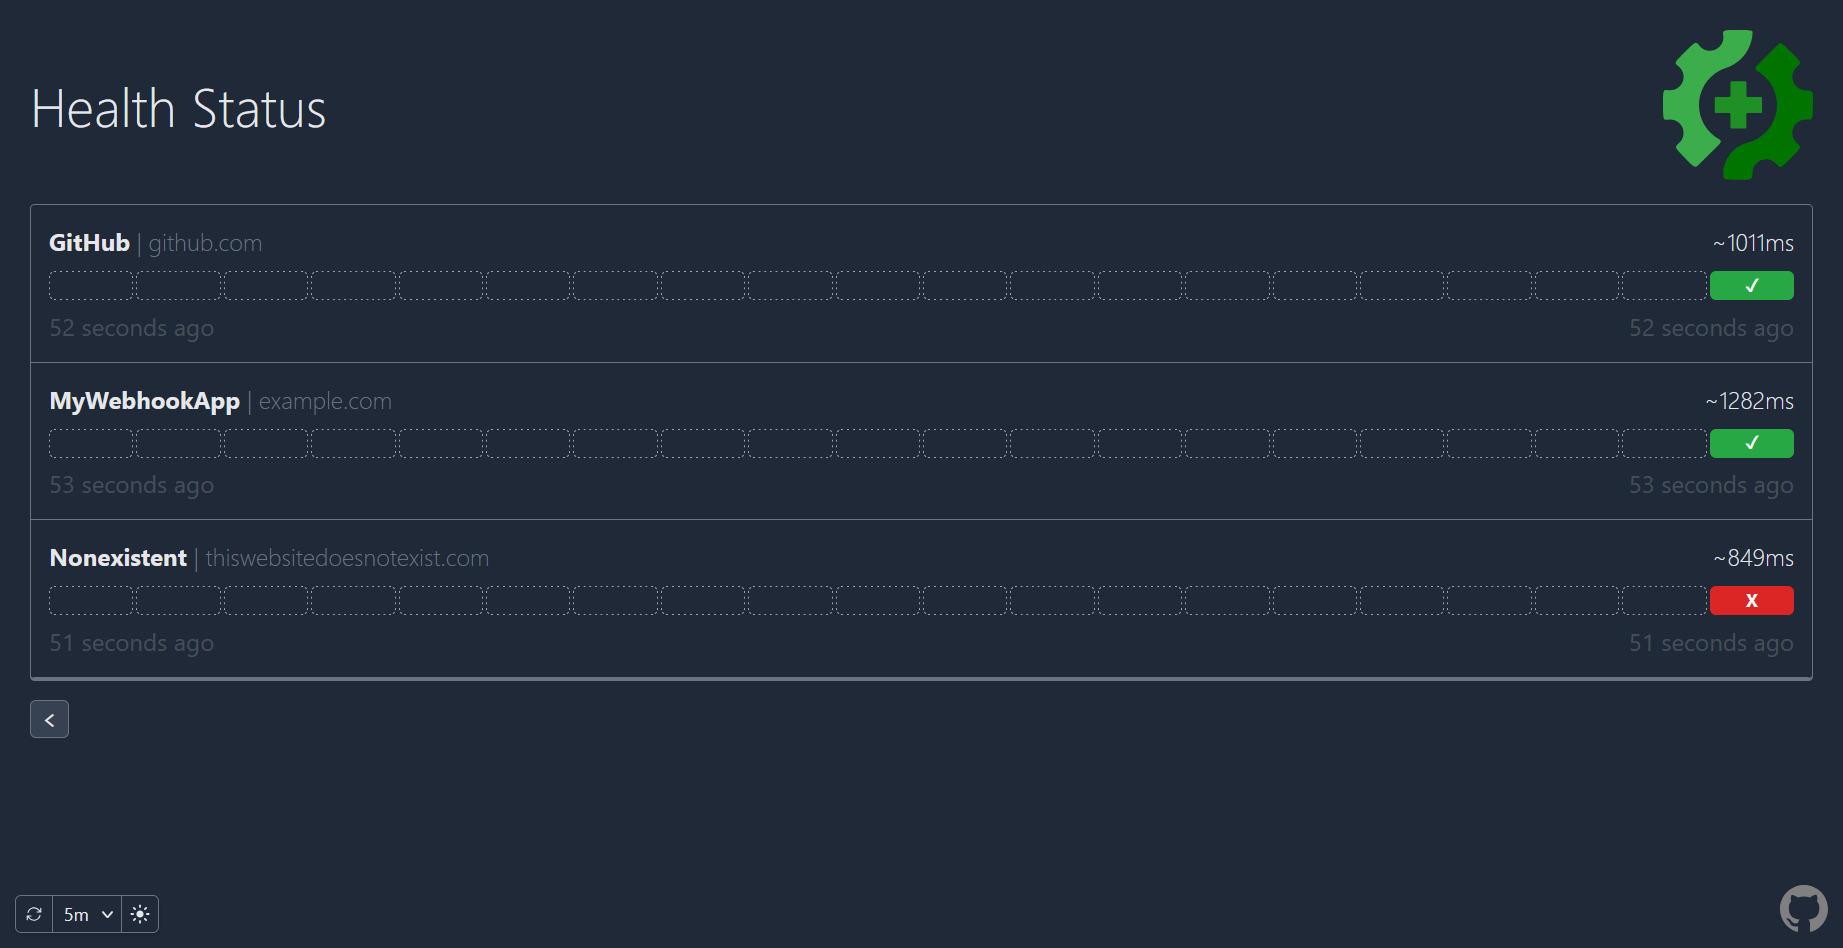 Health Status
GitHub | github.com ~1011ms
✓
52 seconds ago 52 seconds ago
MyWebhookApp | example.com ~1282ms
✓
53 seconds ago 53 seconds ago
Nonexistent | thiswebsitedoesnotexist.com ~849ms
X
51 seconds ago 51 seconds ago
<
5m